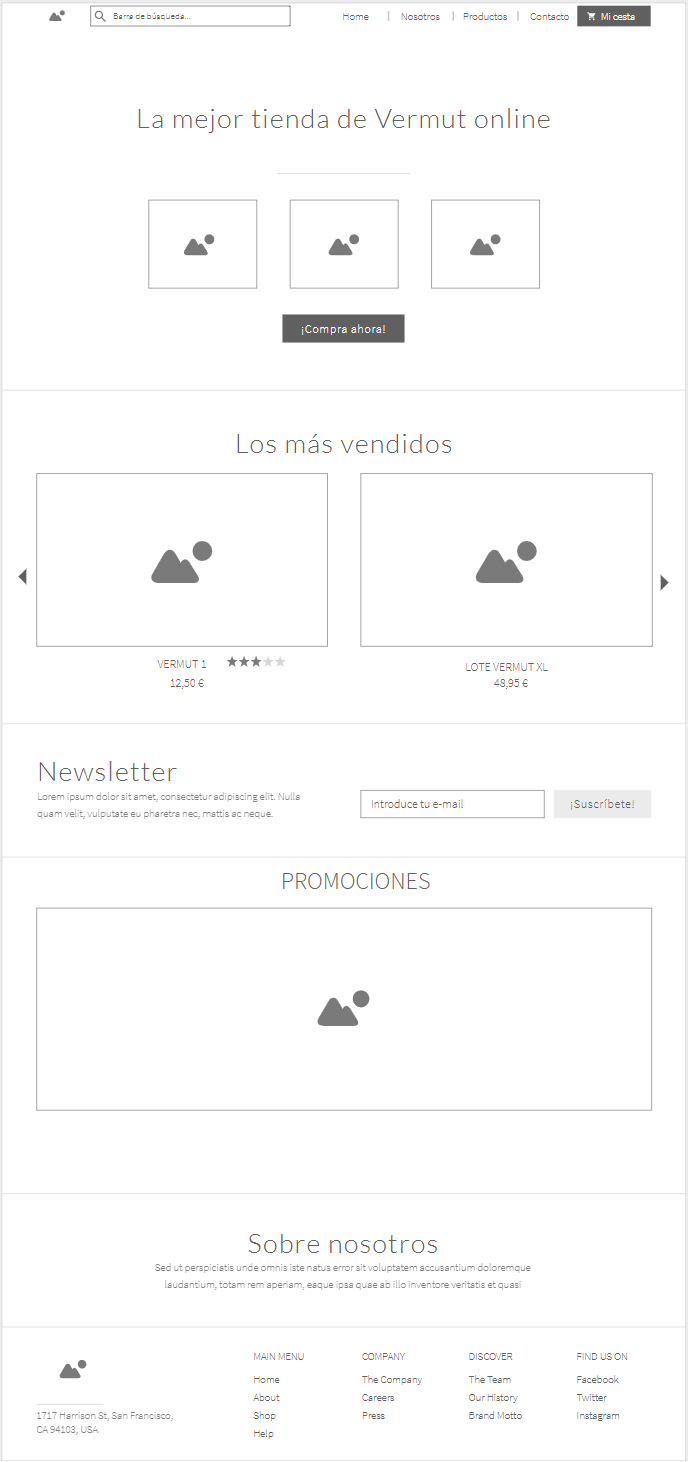 Barra de búsqueda...
Home | Nosotros | Productos | Contacto
Mi cesta
La mejor tienda de Vermut online
¡Compra ahora!
Los más vendidos
VERMUT 1
12,50 €
LOTE VERMUT XL
48,95 €
Newsletter
Lorem ipsum dolor sit amet, consectetur adipiscing elit. Nulla
quam velit, vulputate eu pharetra nec, mattis ac neque.
Introduce tu e-mail
¡Suscríbete!
PROMOCIONES
Sobre nosotros
Sed ut perspiciatis unde omnis iste natus error sit voluptatem accusantium doloremque
laudantium, totam rem aperiam, eaque ipsa quae ab illo inventore veritatis et quasi
1717 Harrison St, San Francisco,
CA 94103, USA
MAIN MENU
Home
About
Shop
Help
COMPANY
The Company
Careers
Press
DISCOVER
The Team
Our History
Brand Motto
FIND US ON
Facebook
Twitter
Instagram